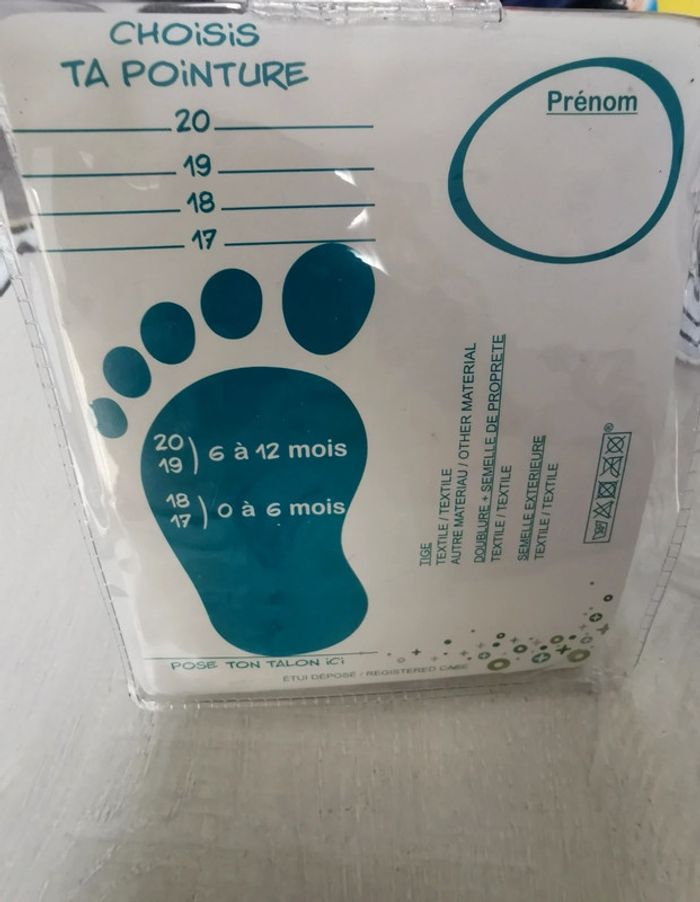 CHOISIS
TA POINTURE
20
19
18
17
Prénom
20
19 ) 6 à 12 mois
18
17 ) 0 à 6 mois
TIGE
TEXTILE / TEXTILE
AUTRE MATERIAU / OTHER MATERIAL
DOUBLURE + SEMELLE DE PROPRETE
TEXTILE / TEXTILE
SEMELLE EXTERIEURE
TEXTILE / TEXTILE
POSE TON TALON ICI
ETUI DEPOSE / REGISTERED CASE